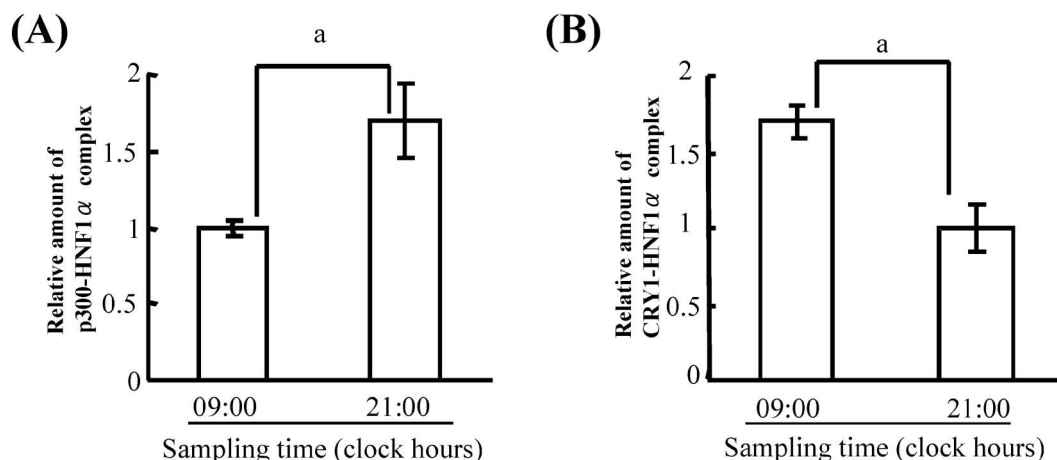 (A)
a
Relative amount of
p300-HNF1α complex
2
1.5
1
0.5
0
09:00 21:00
Sampling time (clock hours)
(B)
a
Relative amount of
CRY1-HNF1α complex
2
1.5
1
0.5
0
09:00 21:00
Sampling time (clock hours)